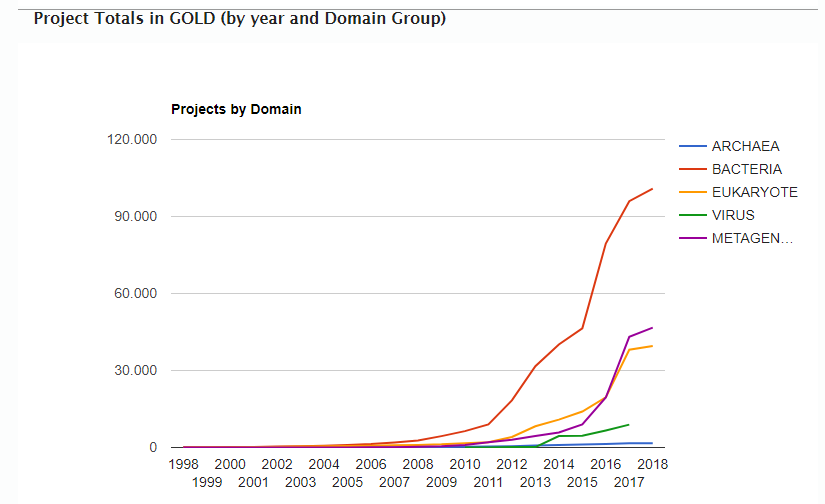 Project Totals in GOLD (by year and Domain Group)
Projects by Domain
120.000
90.000
60.000
30.000
0
1998 2000 2002 2004 2006 2008 2010 2012 2014 2016 2018
1999 2001 2003 2005 2007 2009 2011 2013 2015 2017
ARCHAEA
BACTERIA
EUKARYOTE
VIRUS
METAGEN...